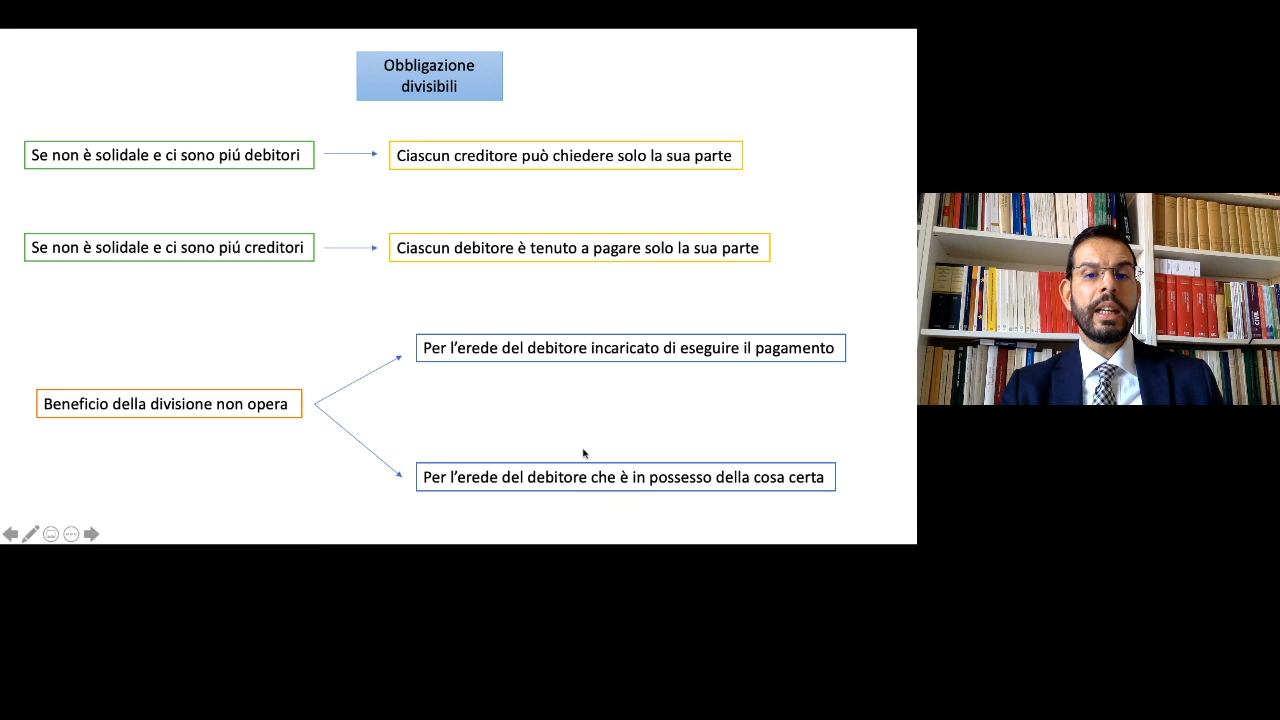 Obbligazione
divisibili
Se non è solidale e ci sono piú debitori
Ciascun creditore può chiedere solo la sua parte
Se non è solidale e ci sono piú creditori
Ciascun debitore è tenuto a pagare solo la sua parte
Per l’erede del debitore incaricato di eseguire il pagamento
Beneficio della divisione non opera
Per l’erede del debitore che è in possesso della cosa certa